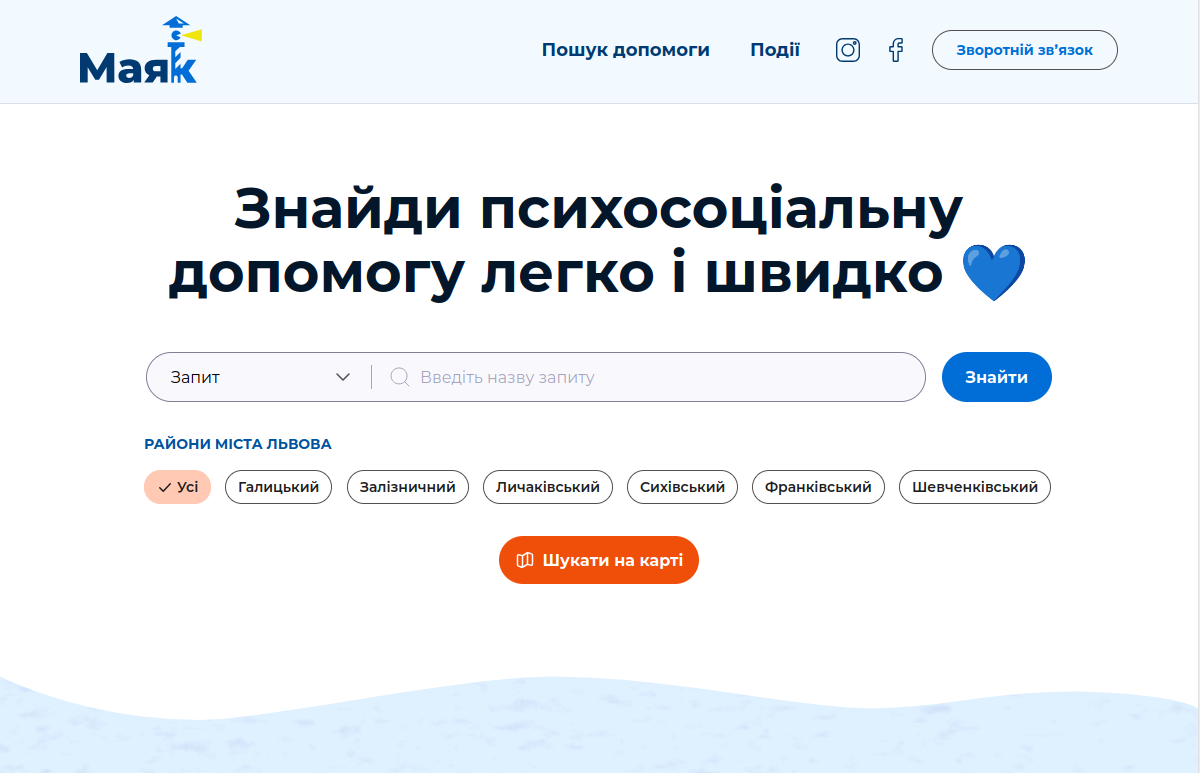 Маяк
Пошук допомоги
Події
Зворотній зв’язок
Знайди психосоціальну
допомогу легко і швидко
Запит
Введіть назву запиту
Знайти
РАЙОНИ МІСТА ЛЬВОВА
Усі
Галицький
Залізничний
Личаківський
Сихівський
Франківський
Шевченківський
Шукати на карті